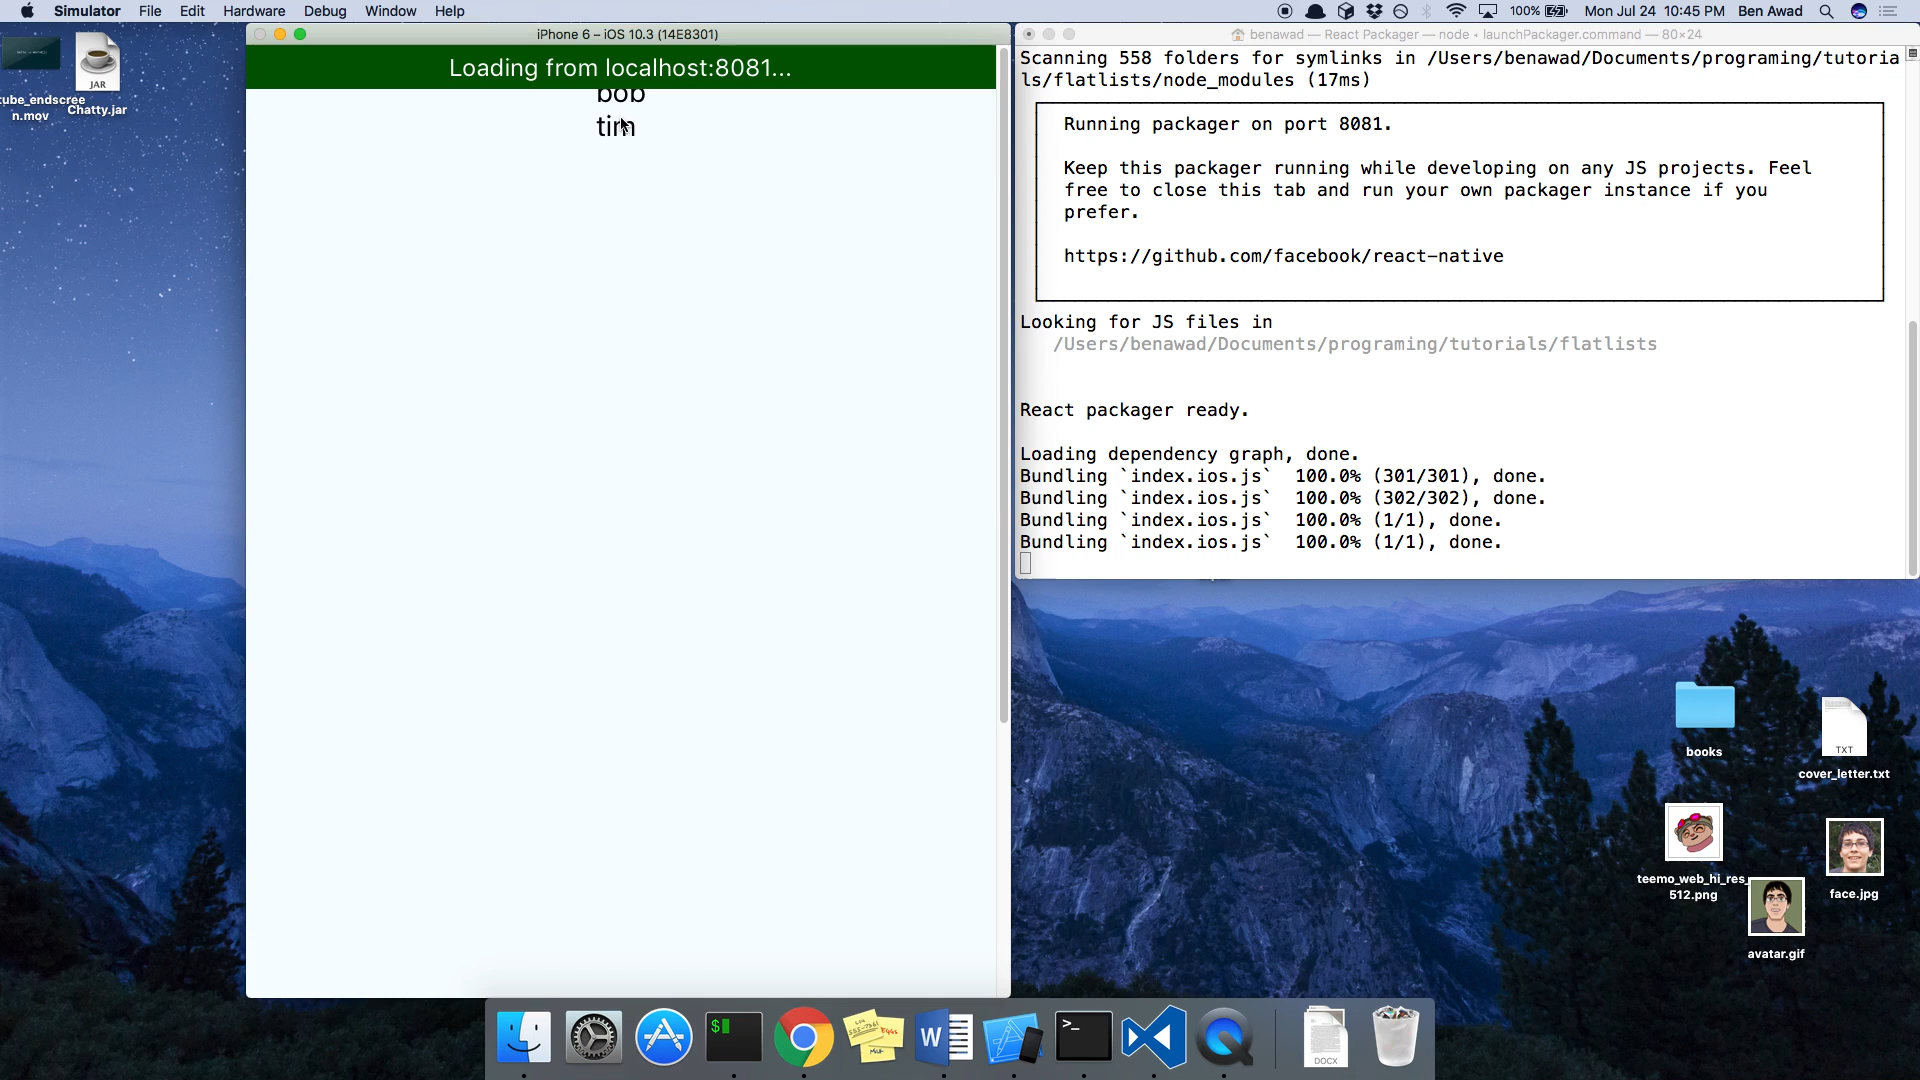 Simulator File Edit Hardware Debug Window Help
100% Mon Jul 24 10:45 PM Ben Awad
iPhone 6 – iOS 10.3 (14E8301)
Loading from localhost:8081...
bob
tim
benawad — React Packager — node ◂ launchPackager.command — 80×24
Scanning 558 folders for symlinks in /Users/benawad/Documents/programing/tutoria
ls/flatlists/node_modules (17ms)
Running packager on port 8081.
Keep this packager running while developing on any JS projects. Feel
free to close this tab and run your own packager instance if you
prefer.
https://github.com/facebook/react-native
Looking for JS files in
/Users/benawad/Documents/programing/tutorials/flatlists
React packager ready.
Loading dependency graph, done.
Bundling `index.ios.js`  100.0% (301/301), done.
Bundling `index.ios.js`  100.0% (302/302), done.
Bundling `index.ios.js`  100.0% (1/1), done.
Bundling `index.ios.js`  100.0% (1/1), done.
JAR
tube_endscree
n.mov
Chatty.jar
books
TXT
cover_letter.txt
teemo_web_hi_res_
512.png
face.jpg
avatar.gif
DOCX